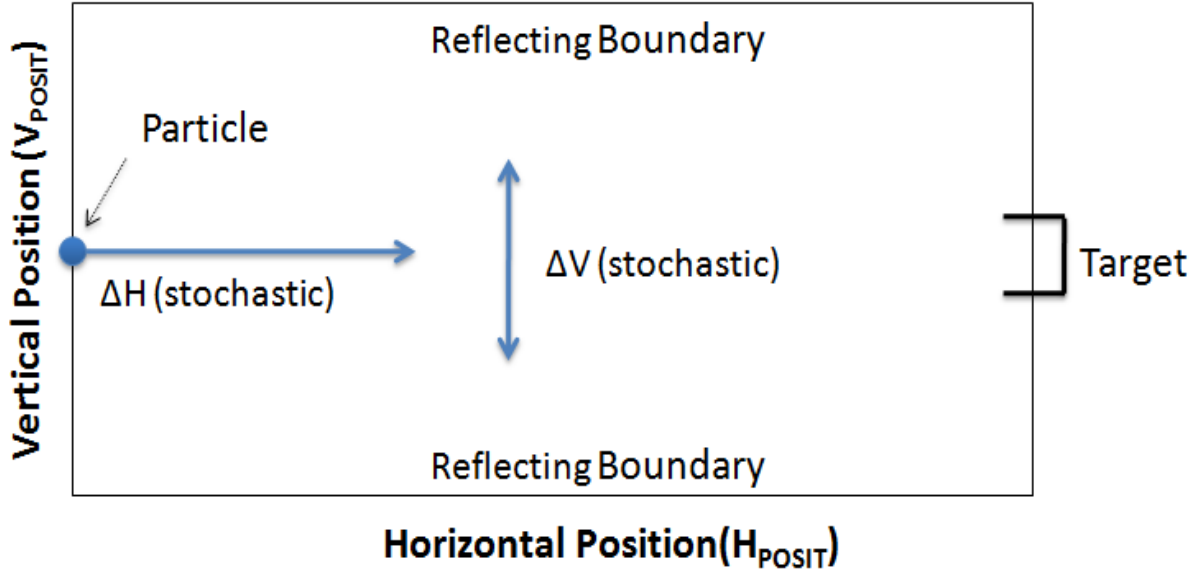 Reflecting Boundary
Particle
Vertical Position (VPOSIT)
ΔH (stochastic)
ΔV (stochastic)
Target
Reflecting Boundary
Horizontal Position(HPOSIT)